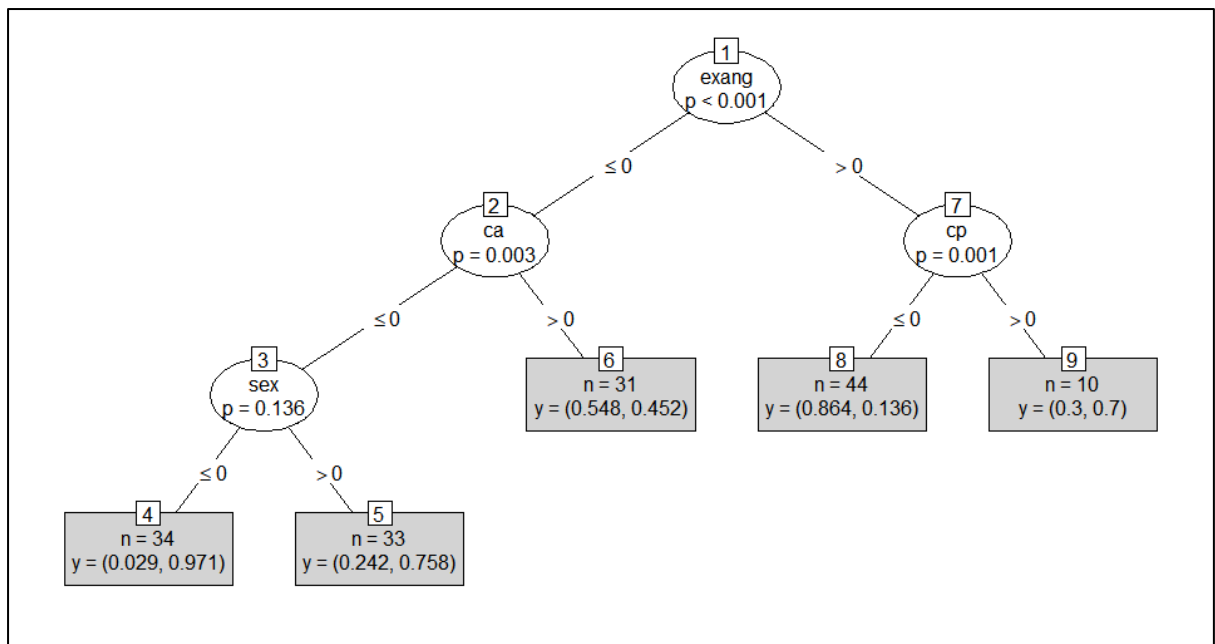 1
exang
p < 0.001
≤ 0
> 0
2
ca
p = 0.003
7
cp
p = 0.001
≤ 0
> 0
≤ 0
> 0
3
sex
p = 0.136
6
n = 31
y = (0.548, 0.452)
8
n = 44
y = (0.864, 0.136)
9
n = 10
y = (0.3, 0.7)
≤ 0
> 0
4
n = 34
y = (0.029, 0.971)
5
n = 33
y = (0.242, 0.758)